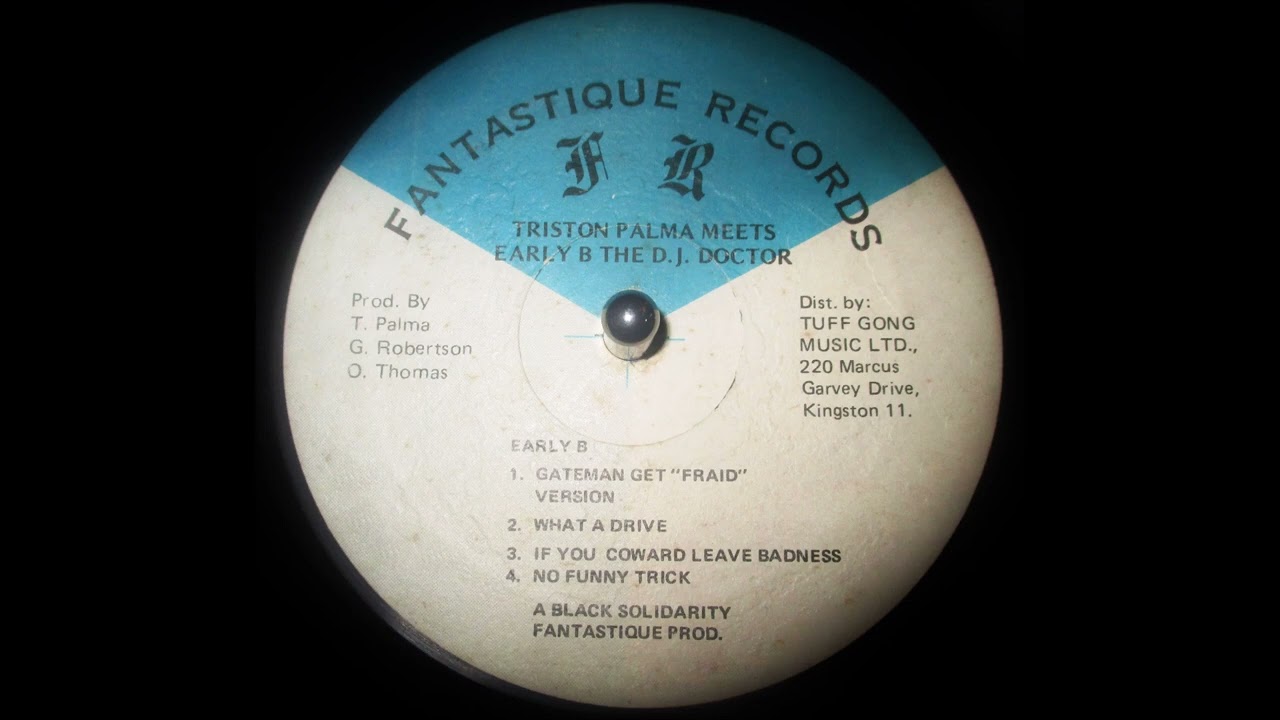 FANTASTIQUE RECORDS
F R
TRISTON PALMA MEETS
EARLY B THE D.J. DOCTOR
Prod. By
T. Palma
G. Robertson
O. Thomas
Dist. by:
TUFF GONG
MUSIC LTD.,
220 Marcus
Garvey Drive,
Kingston 11.
EARLY B
1. GATEMAN GET "FRAID"
VERSION
2. WHAT A DRIVE
3. IF YOU COWARD LEAVE BADNESS
4. NO FUNNY TRICK
A BLACK SOLIDARITY
FANTASTIQUE PROD.